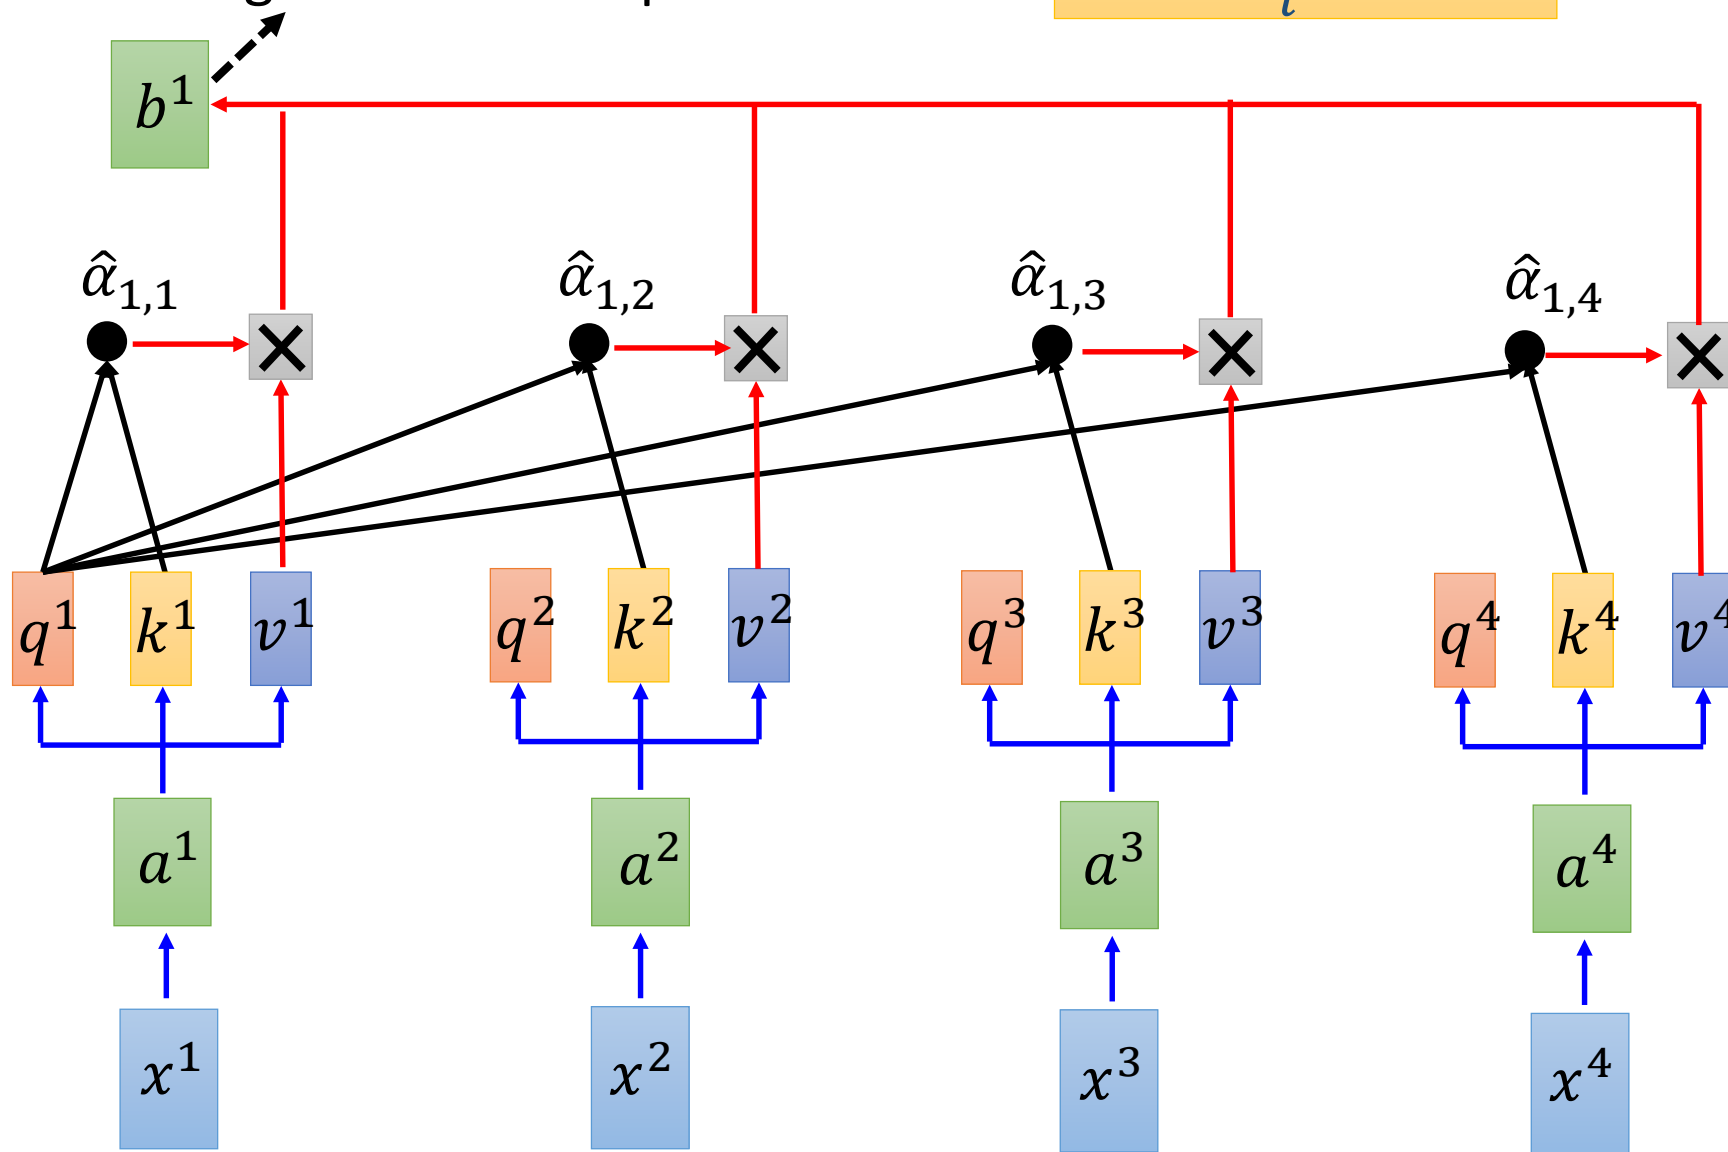 b¹
α̂₁,₁ α̂₁,₂ α̂₁,₃ α̂₁,₄
q¹ k¹ v¹ q² k² v² q³ k³ v³ q⁴ k⁴ v⁴
a¹ a² a³ a⁴
x¹ x² x³ x⁴